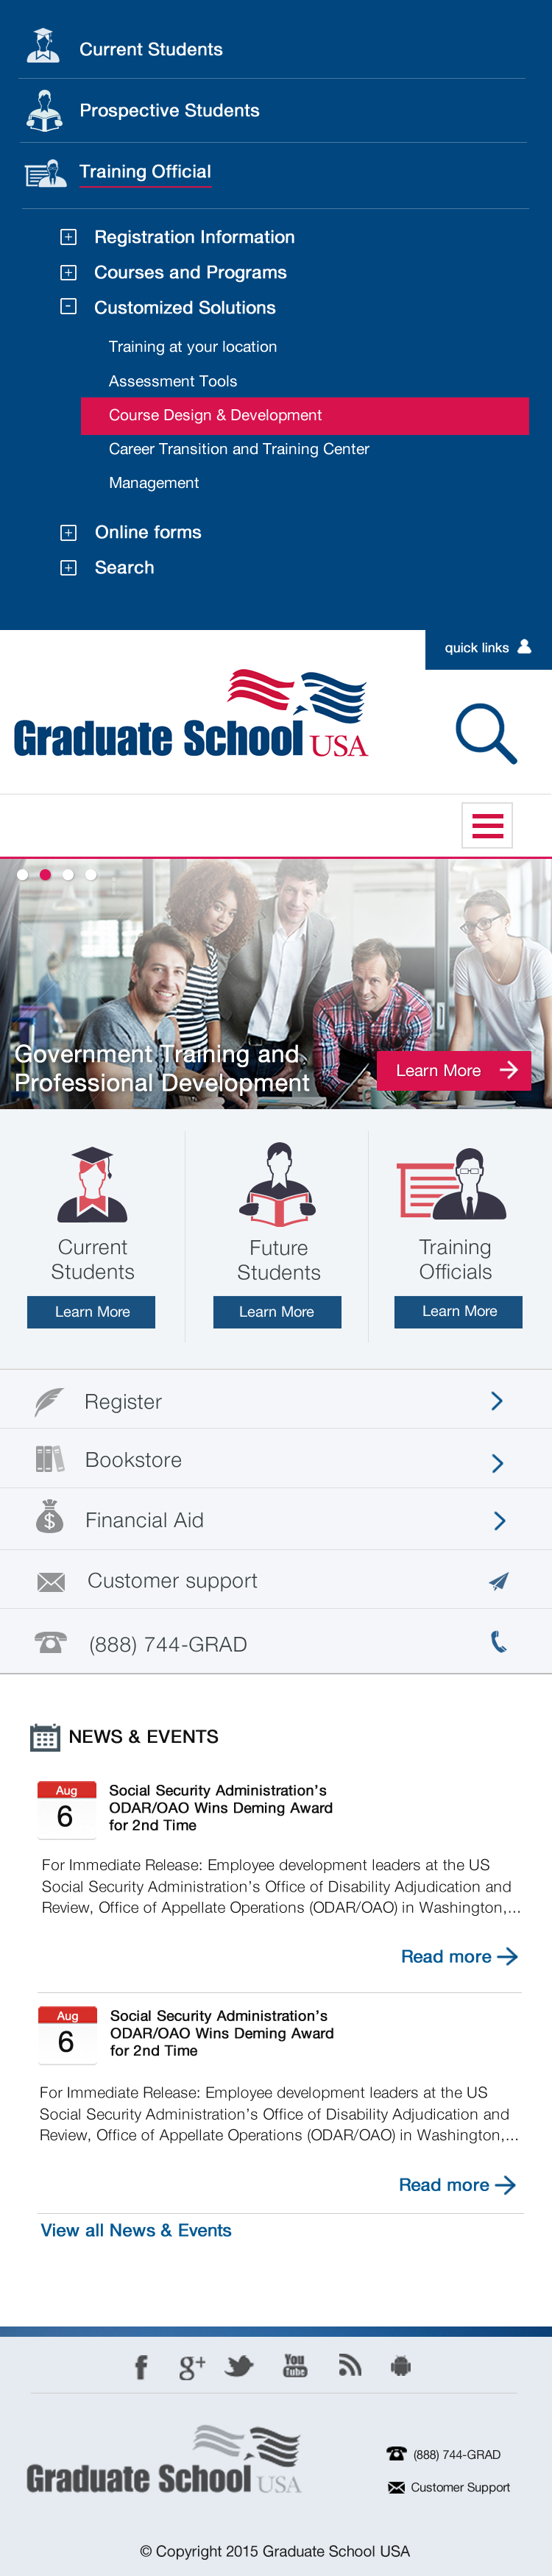 Current Students
Prospective Students
Training Official
Registration Information
Courses and Programs
Customized Solutions
Training at your location
Assessment Tools
Course Design & Development
Career Transition and Training Center
Management
Online forms
Search
quick links
Graduate School USA
Government Training and
Professional Development
Learn More
Current
Students
Learn More
Future
Students
Learn More
Training
Officials
Learn More
Register
Bookstore
Financial Aid
Customer support
(888) 744-GRAD
NEWS & EVENTS
Aug
6
Social Security Administration’s
ODAR/OAO Wins Deming Award
for 2nd Time
For Immediate Release: Employee development leaders at the US
Social Security Administration’s Office of Disability Adjudication and
Review, Office of Appellate Operations (ODAR/OAO) in Washington,...
Read more
Aug
6
Social Security Administration’s
ODAR/OAO Wins Deming Award
for 2nd Time
For Immediate Release: Employee development leaders at the US
Social Security Administration’s Office of Disability Adjudication and
Review, Office of Appellate Operations (ODAR/OAO) in Washington,...
Read more
View all News & Events
f g+ You Tube
Graduate School USA
(888) 744-GRAD
Customer Support
© Copyright 2015 Graduate School USA